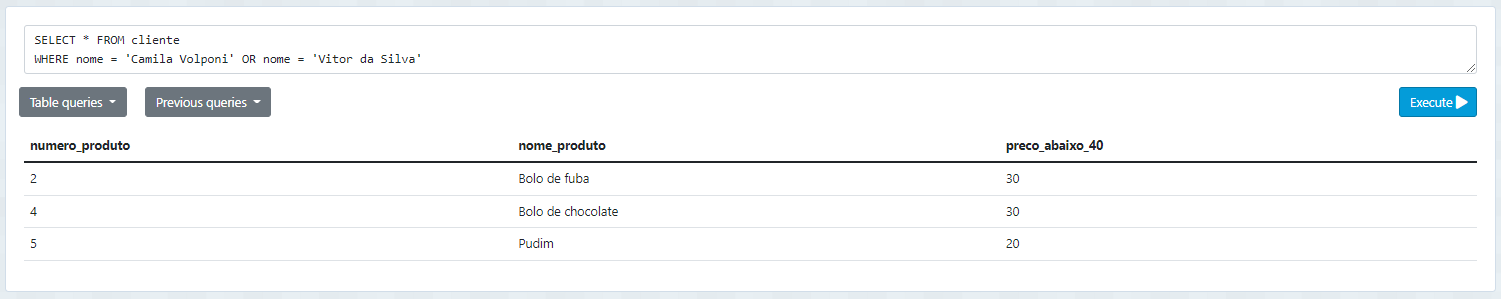 SELECT * FROM cliente
WHERE nome = 'Camila Volponi' OR nome = 'Vitor da Silva'
Table queries Previous queries Execute
numero_produto nome_produto preco_abaixo_40
2 Bolo de fuba 30
4 Bolo de chocolate 30
5 Pudim 20